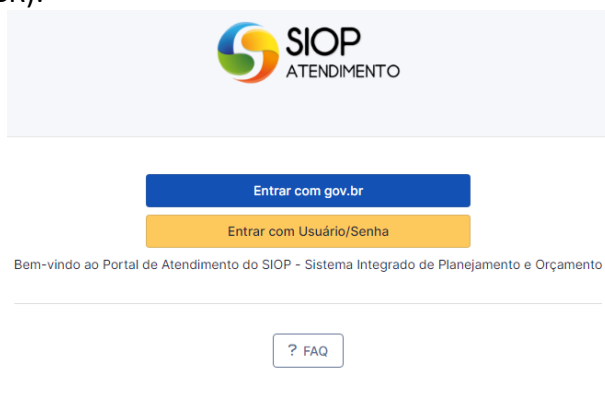 SIOP
ATENDIMENTO
Entrar com gov.br
Entrar com Usuário/Senha
Bem-vindo ao Portal de Atendimento do SIOP - Sistema Integrado de Planejamento e Orçamento
? FAQ